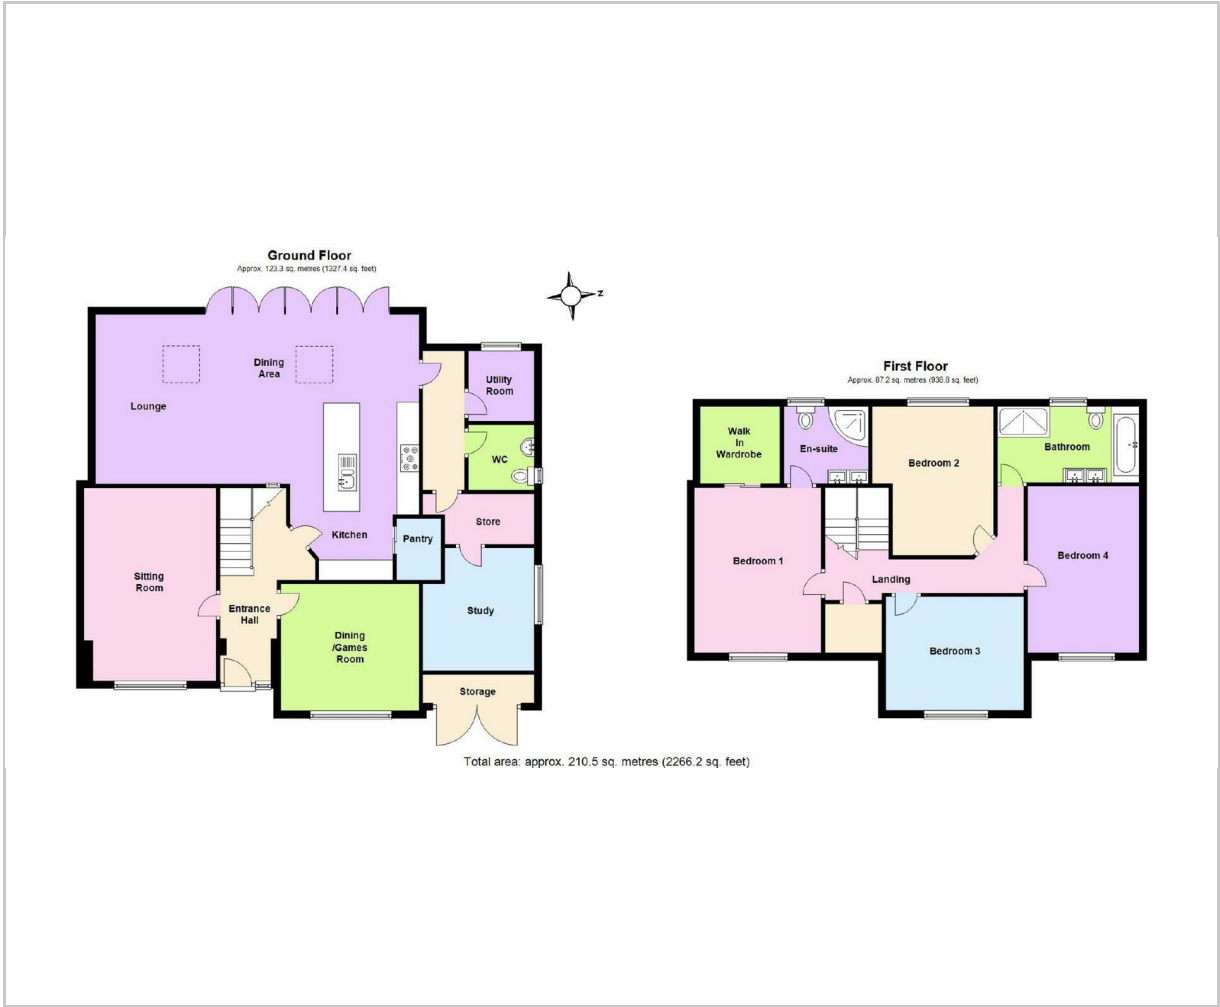 Ground Floor
Approx. 123.3 sq. metres (1327.4 sq. feet)
N
Dining
Area
Lounge
Utility
Room
WC
Store
Kitchen
Pantry
Sitting
Room
Entrance
Hall
Study
Dining
/Games
Room
Storage
First Floor
Approx. 87.2 sq. metres (938.8 sq. feet)
Walk
In
Wardrobe
En-suite
Bedroom 2
Bathroom
Bedroom 1
Bedroom 4
Landing
Bedroom 3
Total area: approx. 210.5 sq. metres (2266.2 sq. feet)